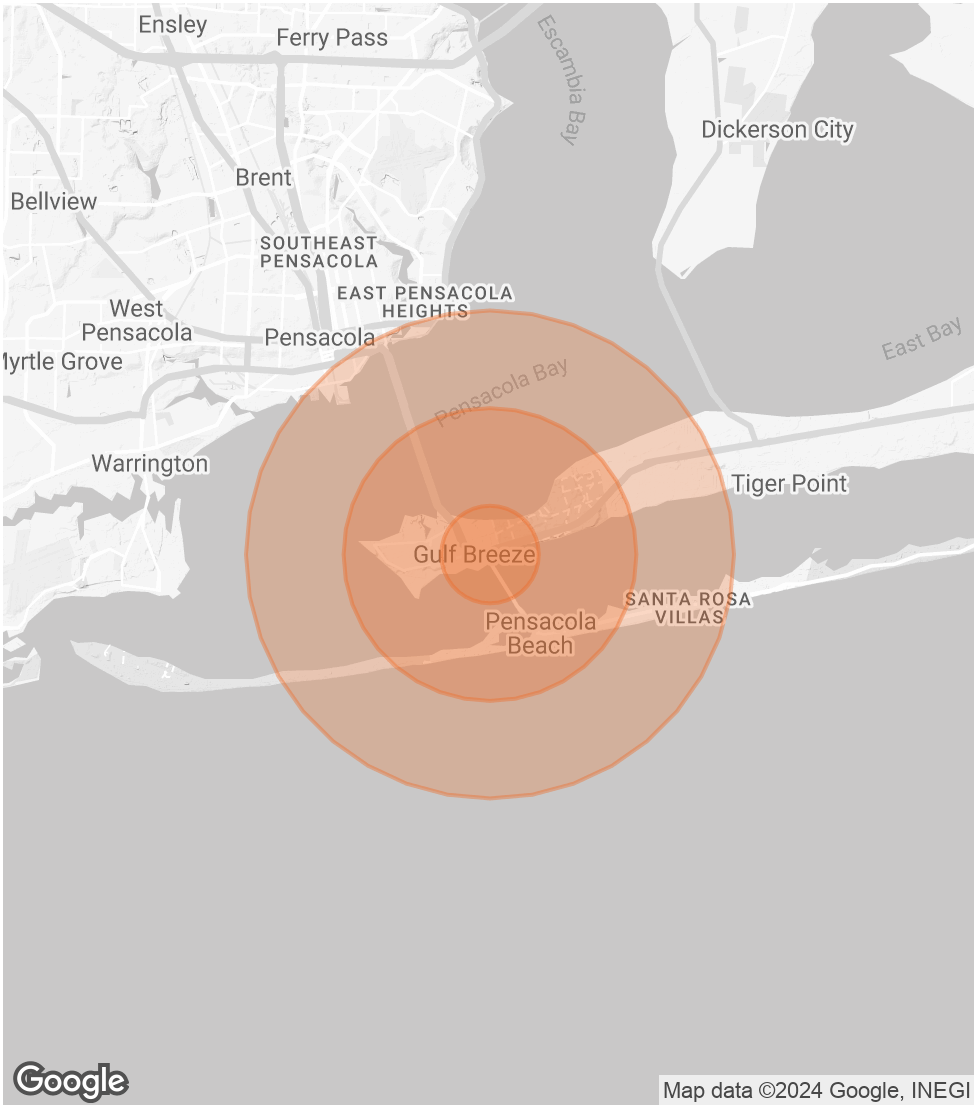 Ensley
Ferry Pass
Escambia Bay
Dickerson City
Brent
Bellview
SOUTHEAST
PENSACOLA
EAST PENSACOLA
HEIGHTS
West
Pensacola
Pensacola
East Bay
Myrtle Grove
Pensacola Bay
Warrington
Tiger Point
Gulf Breeze
SANTA ROSA
VILLAS
Pensacola
Beach
Google
Map data ©2024 Google, INEGI